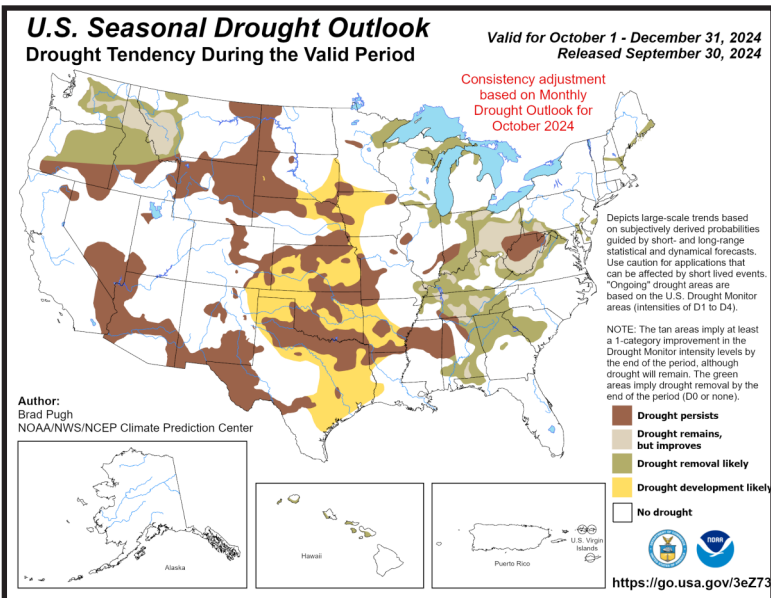 U.S. Seasonal Drought Outlook
Drought Tendency During the Valid Period
Valid for October 1 - December 31, 2024
Released September 30, 2024
Consistency adjustment
based on Monthly
Drought Outlook for
October 2024
Depicts large-scale trends based
on subjectively derived probabilities
guided by short- and long-range
statistical and dynamical forecasts.
Use caution for applications that
can be affected by short lived events.
"Ongoing" drought areas are
based on the U.S. Drought Monitor
areas (intensities of D1 to D4).
NOTE: The tan areas imply at least
a 1-category improvement in the
Drought Monitor intensity levels by
the end of the period, although
drought will remain. The green
areas imply drought removal by the
end of the period (D0 or none).
Author:
Brad Pugh
NOAA/NWS/NCEP Climate Prediction Center
Drought persists
Drought remains,
but improves
Drought removal likely
Drought development likely
No drought
Alaska
Hawaii
Puerto Rico
U.S. Virgin
Islands
NOAA
https://go.usa.gov/3eZ73